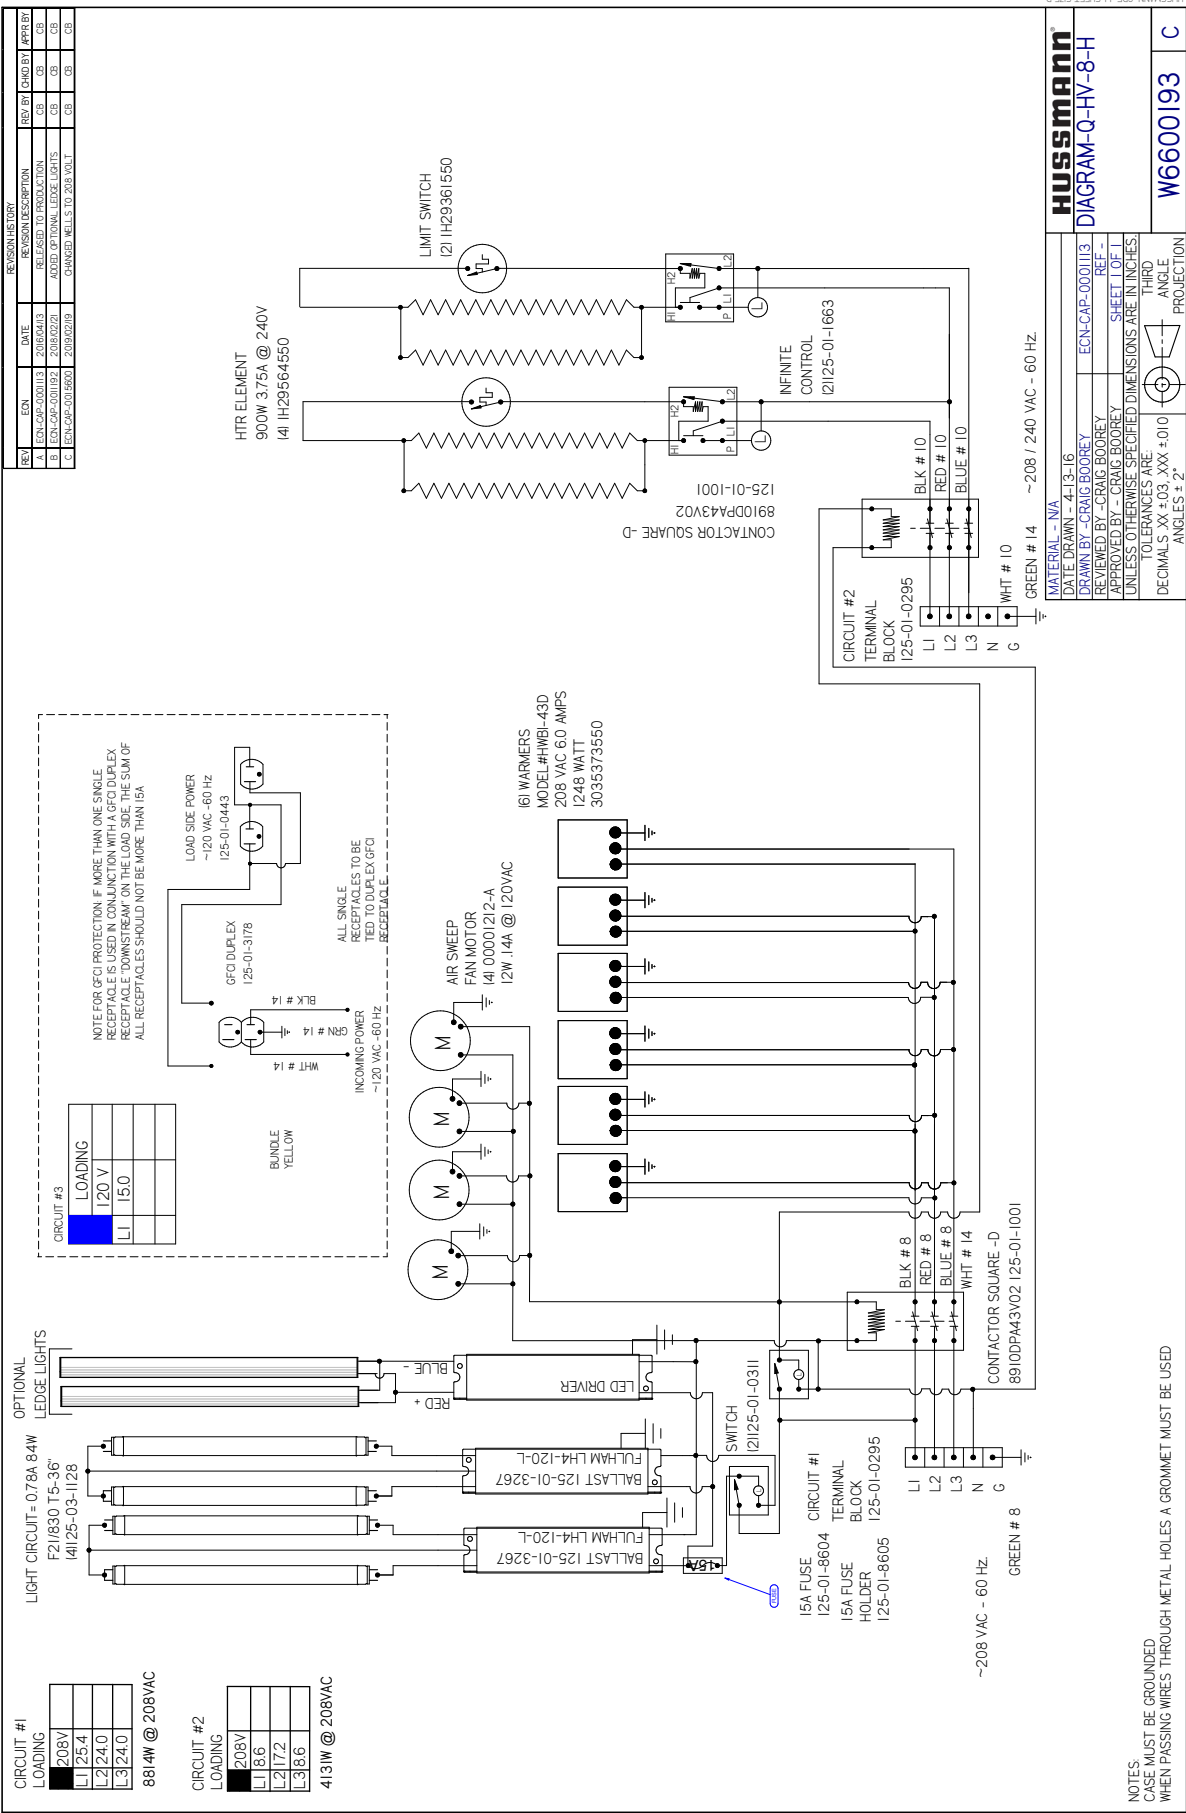 REVISION HISTORY
REV ECN DATE REVISION DESCRIPTION REV BY CHKD BY APPR BY
A ECN-CAP-0001113 2016/04/13 RELEASED TO PRODUCTION CB CB CB
B ECN-CAP-0011192 2018/02/21 ADDED OPTIONAL LEDGE LIGHTS CB CB CB
C ECN-CAP-0015600 2019/02/19 CHANGED WELLS TO 208 VOLT CB CB CB
CIRCUIT #1
LOADING
208V
L1 25.4
L2 24.0
L3 24.0
8814W @ 208VAC
CIRCUIT #2
LOADING
208V
L1 8.6
L2 17.2
L3 8.6
4131W @ 208VAC
LIGHT CIRCUIT= 0.78A 84W
F21/830 T5-36"
(4)125-03-1128
OPTIONAL
LEDGE LIGHTS
BALLAST 125-01-3267
FULHAM LH4-120-L
BALLAST 125-01-3267
FULHAM LH4-120-L
LED DRIVER
RED +
BLUE -
15A
FUSE
15A FUSE
125-01-8604
15A FUSE
HOLDER
125-01-8605
SWITCH
(2)125-01-0311
L
L
CIRCUIT #1
TERMINAL
BLOCK
125-01-0295
L1
L2
L3
N
G
GREEN # 8
~208 VAC - 60 HZ.
BLK # 8
RED # 8
BLUE # 8
WHT # 14
CONTACTOR SQUARE -D
8910DPA43V02 125-01-1001
CIRCUIT #3
LOADING
120 V
L1 15.0
NOTE FOR GFCI PROTECTION: IF MORE THAN ONE SINGLE
RECEPTACLE IS USED IN CONJUNCTION WITH A GFCI DUPLEX
RECEPTACLE "DOWNSTREAM" ON THE LOAD SIDE, THE SUM OF
ALL RECEPTACLES SHOULD NOT BE MORE THAN 15A
BUNDLE
YELLOW
GFCI DUPLEX
125-01-3178
LOAD SIDE POWER
~120 VAC -60 Hz
125-01-0443
WHT # 14
GRN # 14
BLK # 14
INCOMING POWER
~120 VAC -60 Hz
ALL SINGLE
RECEPTACLES TO BE
TIED TO DUPLEX GFCI
RECEPTACLE
M
M
M
M
AIR SWEEP
FAN MOTOR
(4) 00001212-A
12W .14A @ 120VAC
(6) WARMERS
MODEL#HWBI-43D
208 VAC 6.0 AMPS
1248 WATT
3035373550
HTR ELEMENT
900W 3.75A @ 240V
(4) 1H29564550
LIMIT SWITCH
(2) 1H29361550
H1 H2
P L1 L2
L
H1 H2
P L1 L2
L
INFINITE
CONTROL
(2)125-01-1663
CONTACTOR SQUARE -D
8910DPA43V02
125-01-1001
BLK # 10
RED # 10
BLUE # 10
CIRCUIT #2
TERMINAL
BLOCK
125-01-0295
L1
L2
L3
N
G
WHT # 10
GREEN # 14
~208 / 240 VAC - 60 HZ.
NOTES:
CASE MUST BE GROUNDED
WHEN PASSING WIRES THROUGH METAL HOLES A GROMMET MUST BE USED
MATERIAL - N/A
DATE DRAWN - 4-13-16
DRAWN BY -CRAIG BOOREY ECN-CAP-0001113
REVIEWED BY -CRAIG BOOREY REF -
APPROVED BY - CRAIG BOOREY SHEET 1 OF 1
UNLESS OTHERWISE SPECIFIED DIMENSIONS ARE IN INCHES.
TOLERANCES ARE:
DECIMALS .XX ±.03, .XXX ±.010
ANGLES ± 2°
THIRD
ANGLE
PROJECTION
HUSSMANN
DIAGRAM-Q-HV-8-H
W6600193 C